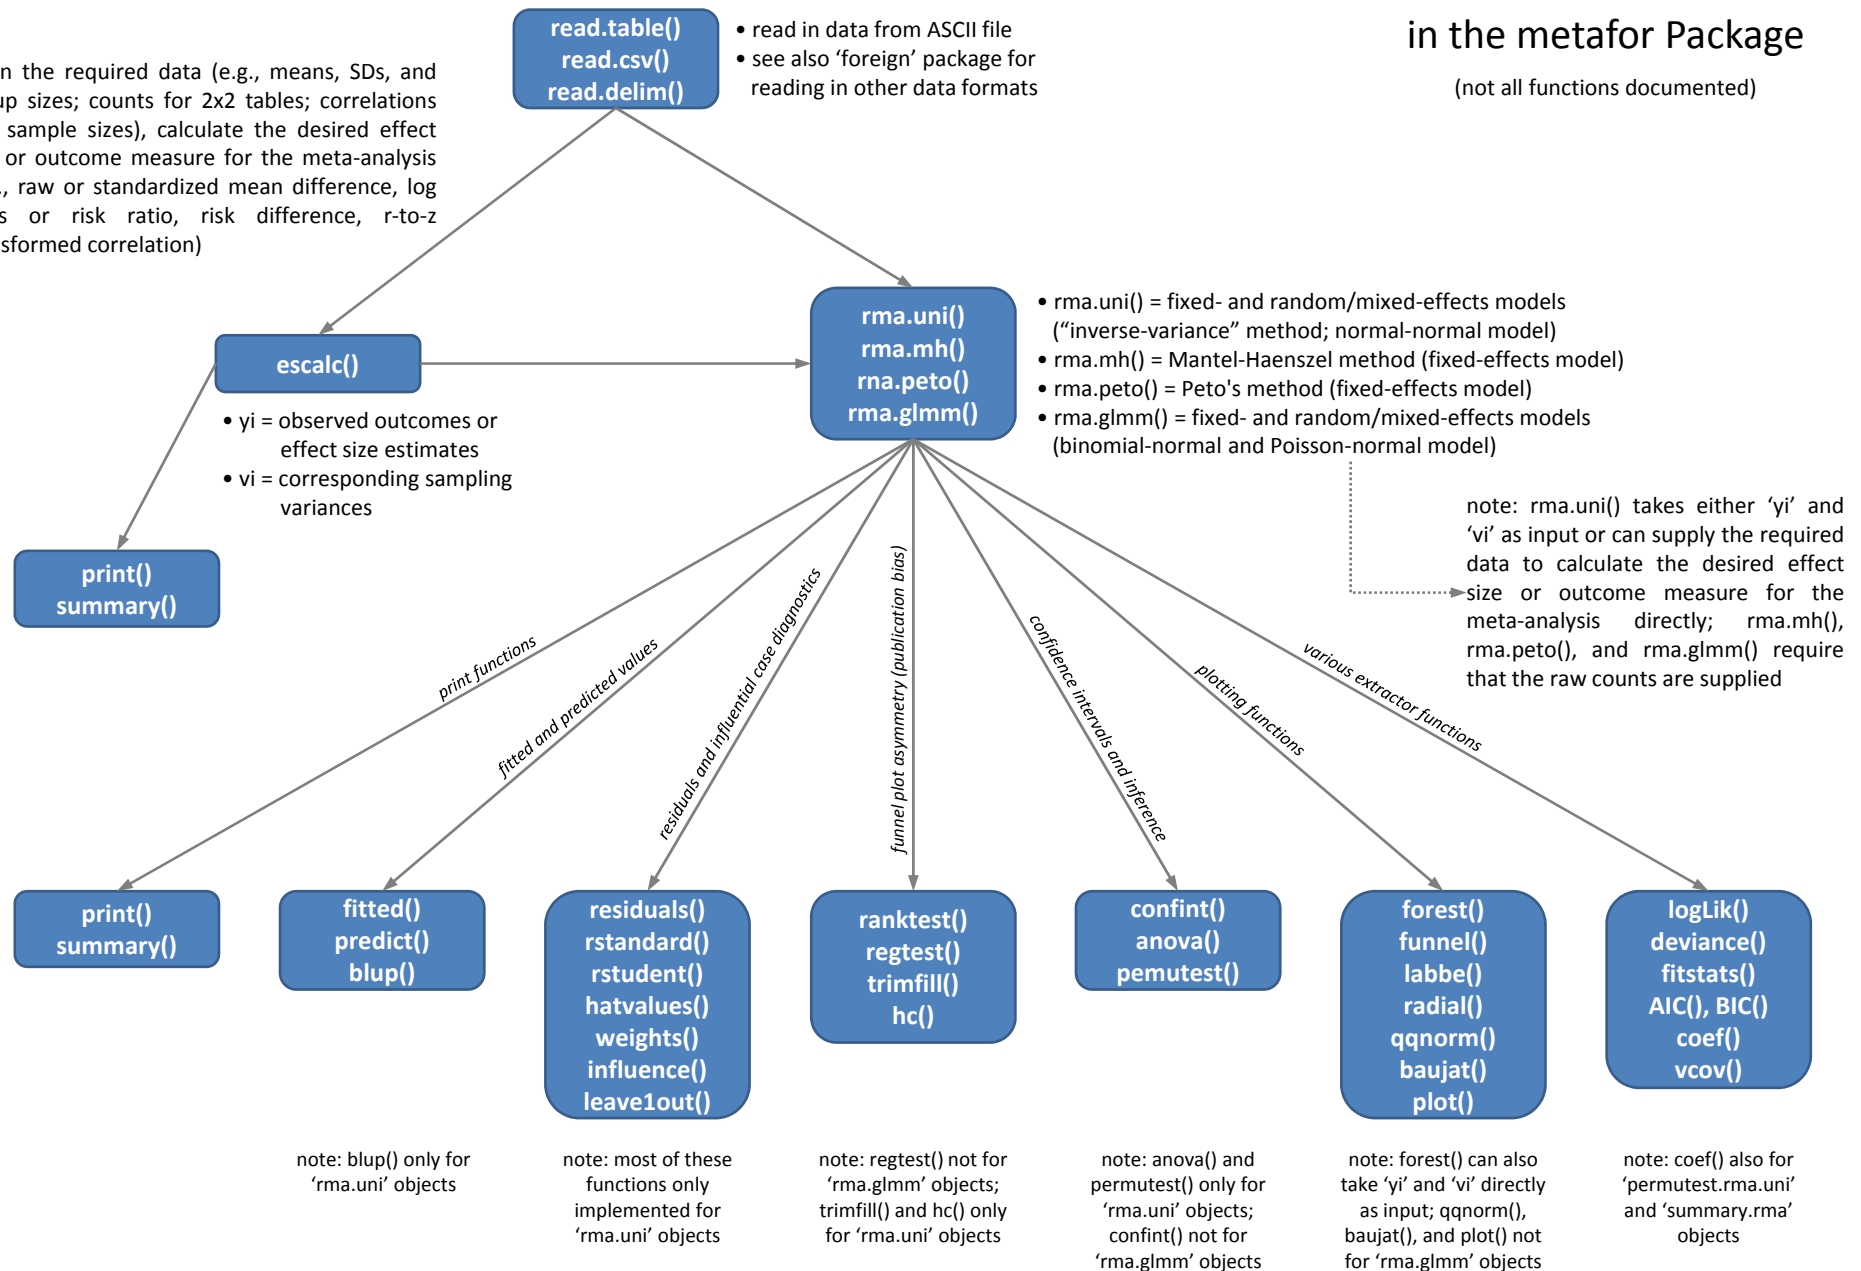 in the metafor Package
(not all functions documented)
read.table()
read.csv()
read.delim()
• read in data from ASCII file
• see also ‘foreign’ package for
reading in other data formats
the required data (e.g., means, SDs, and
sizes; counts for 2x2 tables; correlations
sample sizes), calculate the desired effect
or outcome measure for the meta-analysis
raw or standardized mean difference, log
or risk ratio, risk difference, r-to-z
correlation)
escalc()
• yi = observed outcomes or
effect size estimates
• vi = corresponding sampling
variances
rma.uni()
rma.mh()
rna.peto()
rma.glmm()
• rma.uni() = fixed- and random/mixed-effects models
(“inverse-variance” method; normal-normal model)
• rma.mh() = Mantel-Haenszel method (fixed-effects model)
• rma.peto() = Peto's method (fixed-effects model)
• rma.glmm() = fixed- and random/mixed-effects models
(binomial-normal and Poisson-normal model)
note: rma.uni() takes either ‘yi’ and
‘vi’ as input or can supply the required
data to calculate the desired effect
size or outcome measure for the
meta-analysis directly; rma.mh(),
rma.peto(), and rma.glmm() require
that the raw counts are supplied
print()
summary()
print functions
fitted and predicted values
residuals and influential case diagnostics
funnel plot asymmetry (publication bias)
confidence intervals and inference
plotting functions
various extractor functions
print()
summary()
fitted()
predict()
blup()
note: blup() only for
‘rma.uni’ objects
residuals()
rstandard()
rstudent()
hatvalues()
weights()
influence()
leave1out()
note: most of these
functions only
implemented for
‘rma.uni’ objects
ranktest()
regtest()
trimfill()
hc()
note: regtest() not for
‘rma.glmm’ objects;
trimfill() and hc() only
for ‘rma.uni’ objects
confint()
anova()
pemutest()
note: anova() and
permutest() only for
‘rma.uni’ objects;
confint() not for
‘rma.glmm’ objects
forest()
funnel()
labbe()
radial()
qqnorm()
baujat()
plot()
note: forest() can also
take ‘yi’ and ‘vi’ directly
as input; qqnorm(),
baujat(), and plot() not
for ‘rma.glmm’ objects
logLik()
deviance()
fitstats()
AIC(), BIC()
coef()
vcov()
note: coef() also for
‘permutest.rma.uni’
and ‘summary.rma’
objects